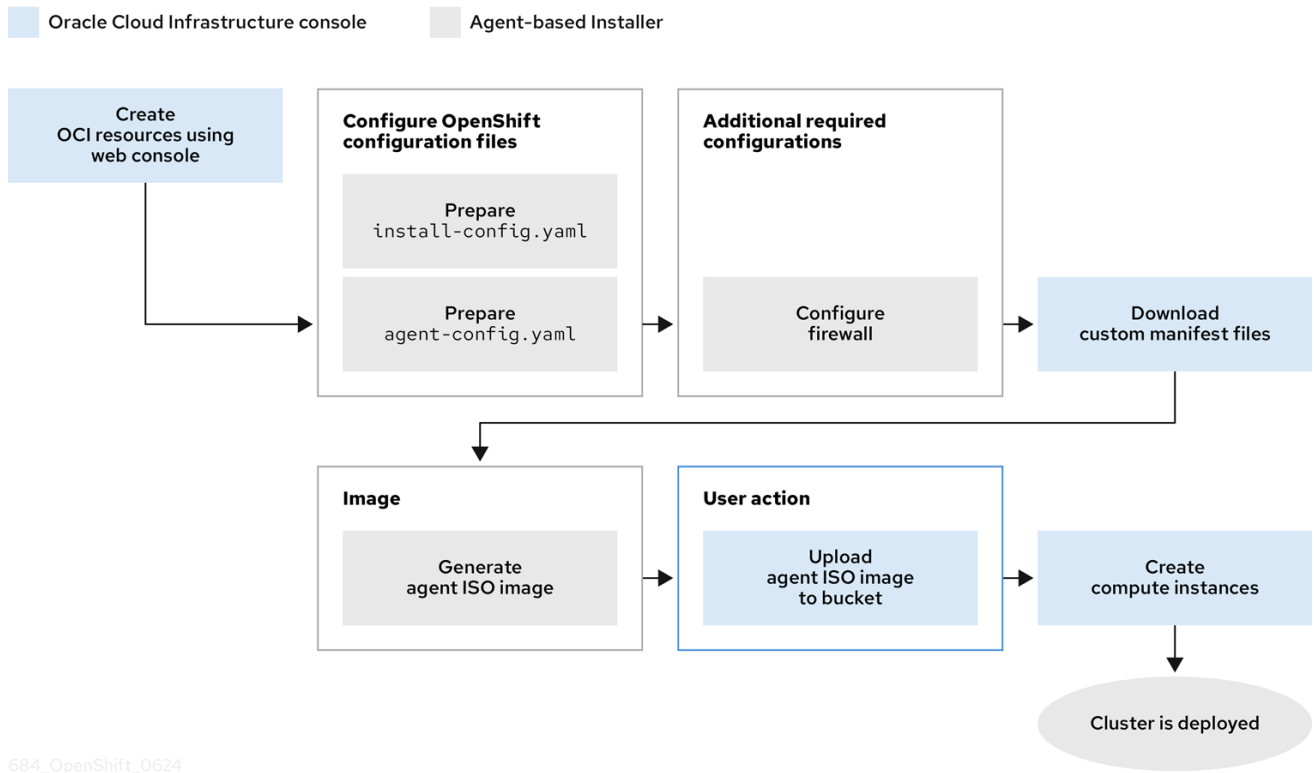 Oracle Cloud Infrastructure console
Agent-based Installer
Create
OCI resources using
web console
Configure OpenShift
configuration files
Prepare
install-config.yaml
Prepare
agent-config.yaml
Additional required
configurations
Configure
firewall
Download
custom manifest files
Image
Generate
agent ISO image
User action
Upload
agent ISO image
to bucket
Create
compute instances
Cluster is deployed
684_OpenShift_0624